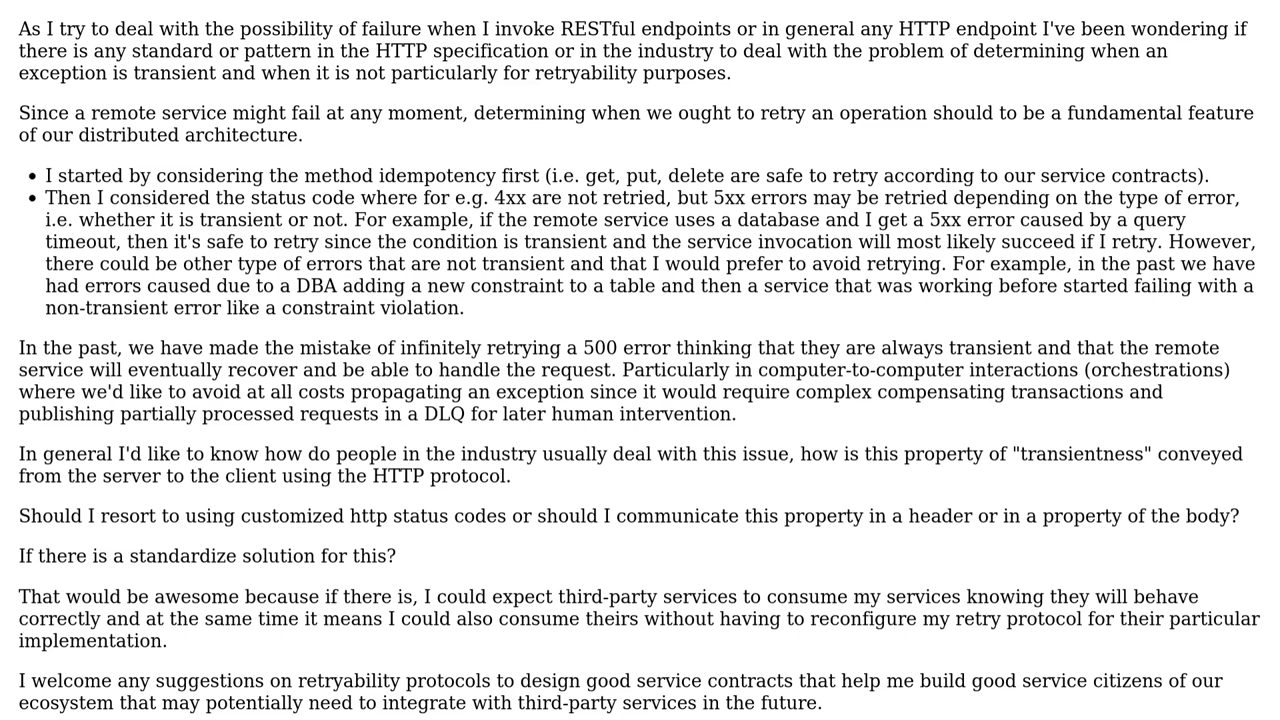 As I try to deal with the possibility of failure when I invoke RESTful endpoints or in general any HTTP endpoint I've been wondering if
there is any standard or pattern in the HTTP specification or in the industry to deal with the problem of determining when an
exception is transient and when it is not particularly for retryability purposes.
Since a remote service might fail at any moment, determining when we ought to retry an operation should to be a fundamental feature
of our distributed architecture.
• I started by considering the method idempotency first (i.e. get, put, delete are safe to retry according to our service contracts).
• Then I considered the status code where for e.g. 4xx are not retried, but 5xx errors may be retried depending on the type of error,
i.e. whether it is transient or not. For example, if the remote service uses a database and I get a 5xx error caused by a query
timeout, then it's safe to retry since the condition is transient and the service invocation will most likely succeed if I retry. However,
there could be other type of errors that are not transient and that I would prefer to avoid retrying. For example, in the past we have
had errors caused due to a DBA adding a new constraint to a table and then a service that was working before started failing with a
non-transient error like a constraint violation.
In the past, we have made the mistake of infinitely retrying a 500 error thinking that they are always transient and that the remote
service will eventually recover and be able to handle the request. Particularly in computer-to-computer interactions (orchestrations)
where we'd like to avoid at all costs propagating an exception since it would require complex compensating transactions and
publishing partially processed requests in a DLQ for later human intervention.
In general I'd like to know how do people in the industry usually deal with this issue, how is this property of "transientness" conveyed
from the server to the client using the HTTP protocol.
Should I resort to using customized http status codes or should I communicate this property in a header or in a property of the body?
If there is a standardize solution for this?
That would be awesome because if there is, I could expect third-party services to consume my services knowing they will behave
correctly and at the same time it means I could also consume theirs without having to reconfigure my retry protocol for their particular
implementation.
I welcome any suggestions on retryability protocols to design good service contracts that help me build good service citizens of our
ecosystem that may potentially need to integrate with third-party services in the future.